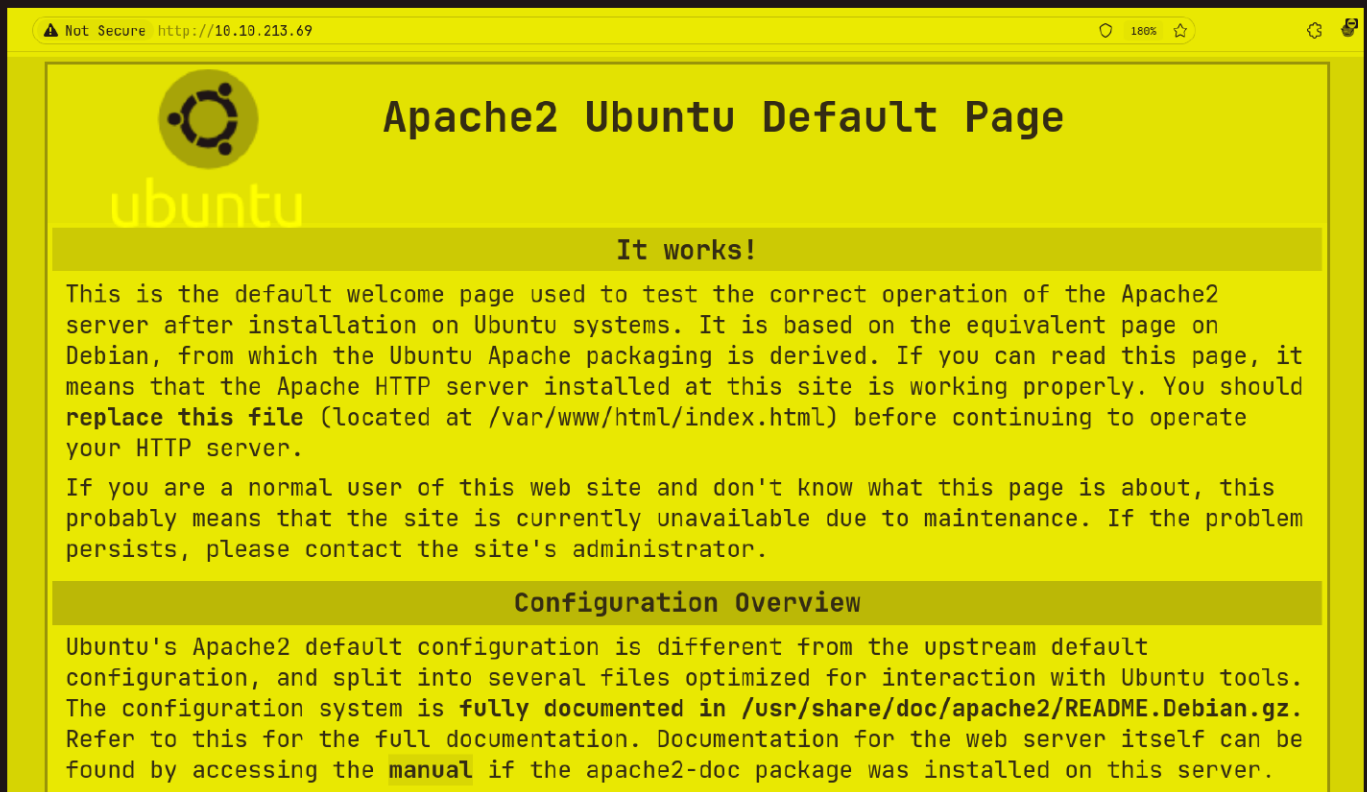 Not Secure http://10.10.213.69 180%
Apache2 Ubuntu Default Page
ubuntu
It works!
This is the default welcome page used to test the correct operation of the Apache2
server after installation on Ubuntu systems. It is based on the equivalent page on
Debian, from which the Ubuntu Apache packaging is derived. If you can read this page, it
means that the Apache HTTP server installed at this site is working properly. You should
replace this file (located at /var/www/html/index.html) before continuing to operate
your HTTP server.
If you are a normal user of this web site and don't know what this page is about, this
probably means that the site is currently unavailable due to maintenance. If the problem
persists, please contact the site's administrator.
Configuration Overview
Ubuntu's Apache2 default configuration is different from the upstream default
configuration, and split into several files optimized for interaction with Ubuntu tools.
The configuration system is fully documented in /usr/share/doc/apache2/README.Debian.gz.
Refer to this for the full documentation. Documentation for the web server itself can be
found by accessing the manual if the apache2-doc package was installed on this server.